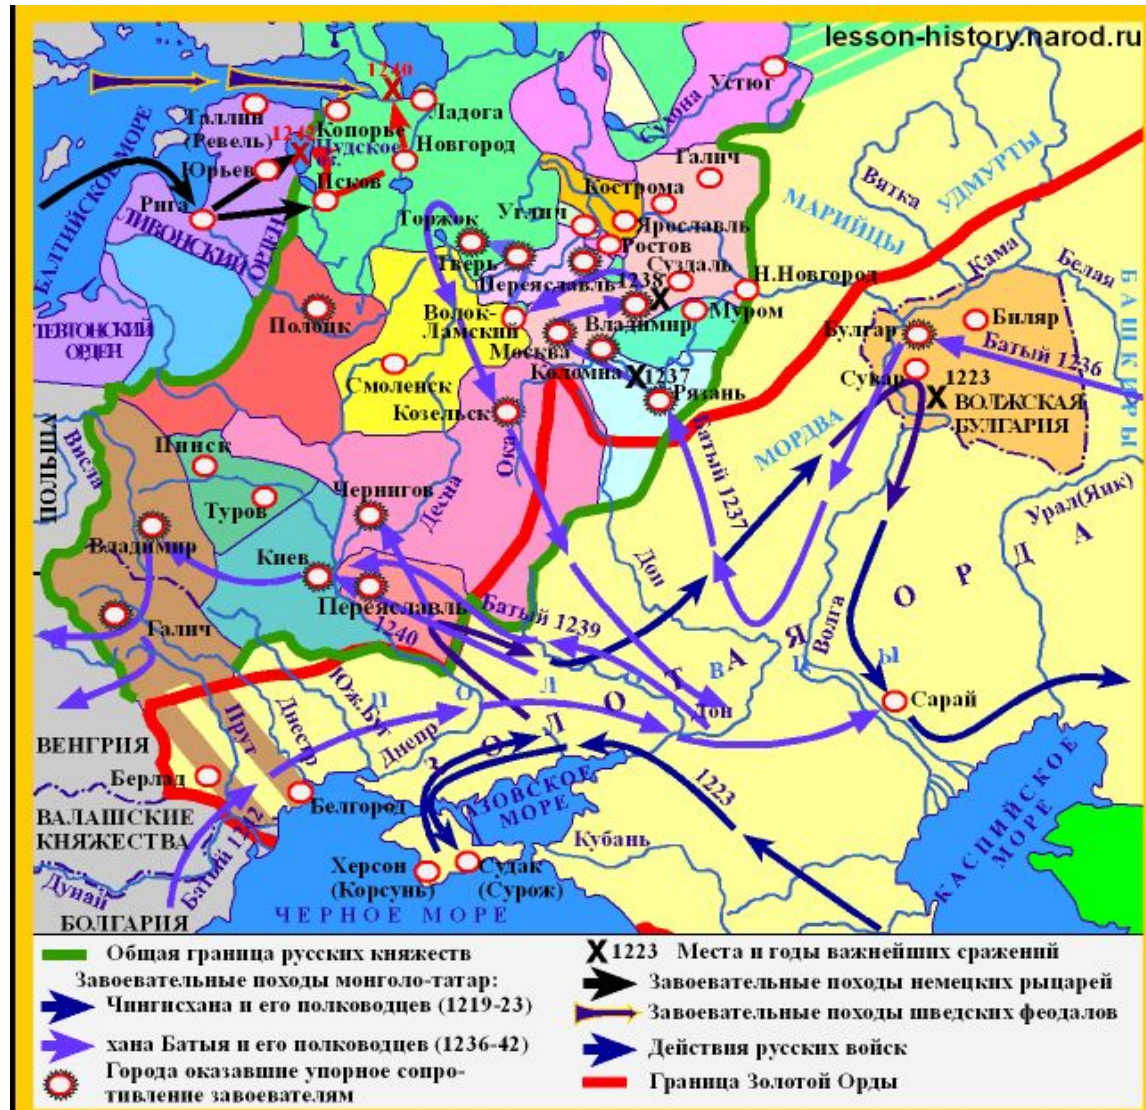 lesson-history.narod.ru
1240
Устюг
Таллин
(Ревель)
1242
Копорье
Ладога
Сухона
Чудское
оз.
Новгород
Юрьев
Псков
Галич
Кострома
Вятка
УДМУРТЫ
МАРИЙЦЫ
БАЛТИЙСКОЕ МОРЕ
Рига
ЛИВОНСКИЙ
ОРДЕН
Торжок
Углич
Ярославль
Ростов
Тверь
Суздаль
Переяславль
1238
Н.Новгород
Кама
Белая
БАШКИРЫ
ТЕВТОНСКИЙ
ОРДЕН
Полоцк
Волок-
Ламский
Владимир
Муром
Булгар
Биляр
Батый 1236
Москва
Коломна
1237
Рязань
Смоленск
Козельск
Сувар
1223
ВОЛЖСКАЯ
БУЛГАРИЯ
ПОЛЬША
Висла
Пинск
Туров
Ока
Десна
Батый 1237
МОРДВА
Урал(Яик)
Чернигов
Владимир
Киев
Переяславль
Дон
Волга
ЗОЛОТАЯ ОРДА
ПОЛОВЦЫ
Галич
1240
Батый 1239
Дон
Сарай
Юж.Буг
Днестр
Прут
Днепр
ВЕНГРИЯ
Берлад
Белгород
1223
ВАЛАШСКИЕ
КНЯЖЕСТВА
Батый 1242
Дунай
БОЛГАРИЯ
АЗОВСКОЕ
МОРЕ
Кубань
КАСПИЙСКОЕ
МОРЕ
Херсон
(Корсунь)
Судак
(Сурож)
ЧЕРНОЕ МОРЕ
Общая граница русских княжеств
Завоевательные походы монголо-татар:
Чингисхана и его полководцев (1219-23)
хана Батыя и его полководцев (1236-42)
Города оказавшие упорное сопро-
тивление завоевателям
X 1223 Места и годы важнейших сражений
Завоевательные походы немецких рыцарей
Завоевательные походы шведских феодалов
Действия русских войск
Граница Золотой Орды